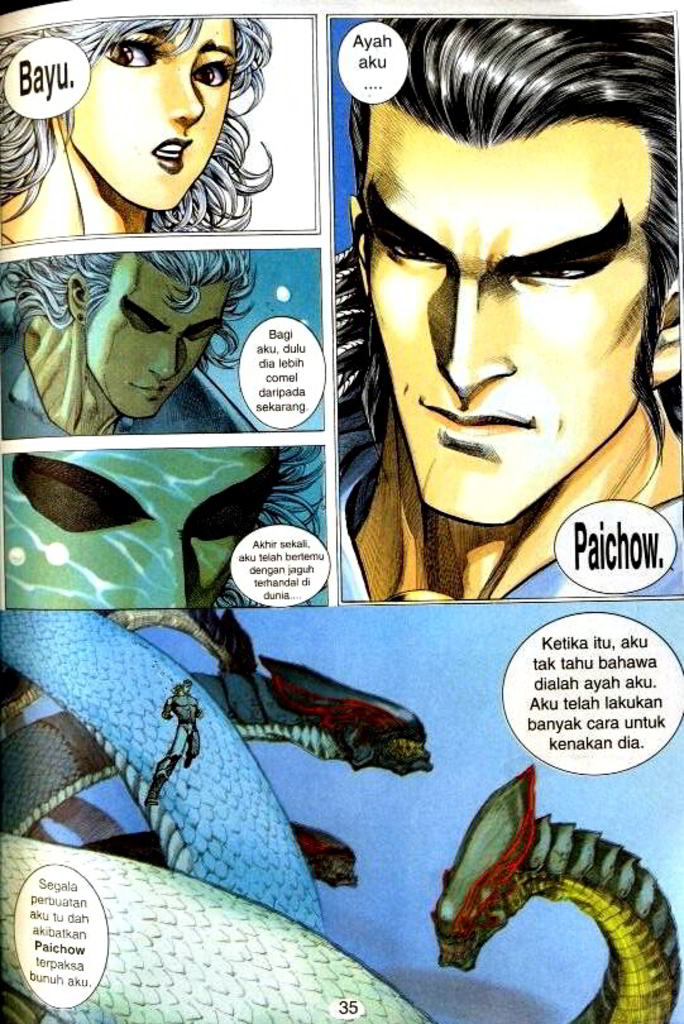 Bayu.
Ayah
aku
....
Bagi
aku, dulu
dia lebih
comel
daripada
sekarang.
Akhir sekali,
aku telah bertemu
dengan jaguh
terhandal di
dunia....
Paichow.
Ketika itu, aku
tak tahu bahawa
dialah ayah aku.
Aku telah lakukan
banyak cara untuk
kenakan dia.
Segala
perbuatan
aku tu dah
akibatkan
Paichow
terpaksa
bunuh aku.
35